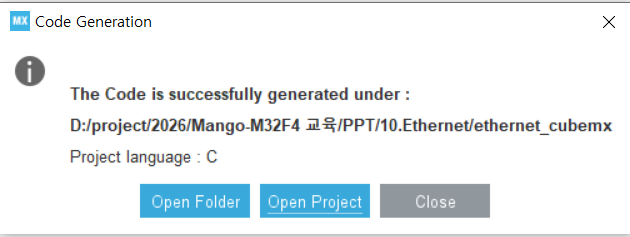 MX Code Generation
The Code is successfully generated under :
D:/project/2026/Mango-M32F4 교육/PPT/10.Ethernet/ethernet_cubemx
Project language : C
Open Folder Open Project Close